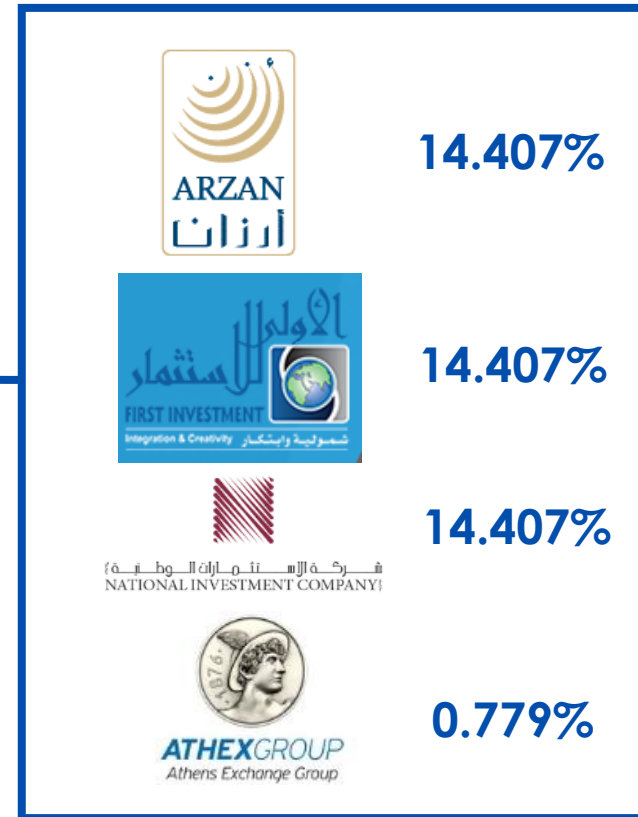 ARZAN
أرزان
14.407%
الأولى للاستثمار
FIRST INVESTMENT
Integration & Creativity شمولية وابتكار
14.407%
شركة الاستثمارات الوطنية
NATIONAL INVESTMENT COMPANY
14.407%
1876
ATHEXGROUP
Athens Exchange Group
0.779%